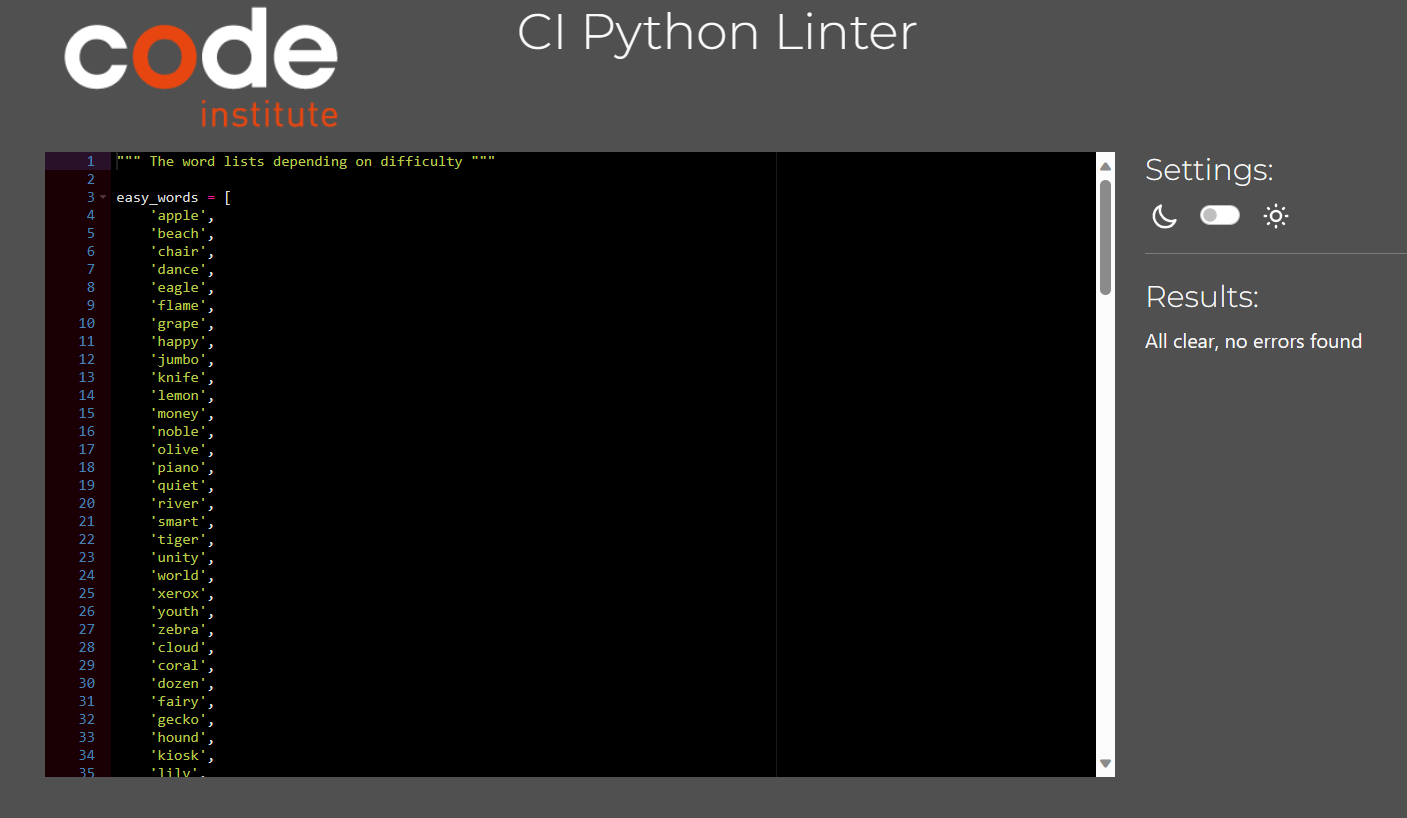 code
institute
CI Python Linter
1 """ The word lists depending on difficulty """
2
3 easy_words = [
4 'apple',
5 'beach',
6 'chair',
7 'dance',
8 'eagle',
9 'flame',
10 'grape',
11 'happy',
12 'jumbo',
13 'knife',
14 'lemon',
15 'money',
16 'noble',
17 'olive',
18 'piano',
19 'quiet',
20 'river',
21 'smart',
22 'tiger',
23 'unity',
24 'world',
25 'xerox',
26 'youth',
27 'zebra',
28 'cloud',
29 'coral',
30 'dozen',
31 'fairy',
32 'gecko',
33 'hound',
34 'kiosk',
35 'lily',
Settings:
Results:
All clear, no errors found